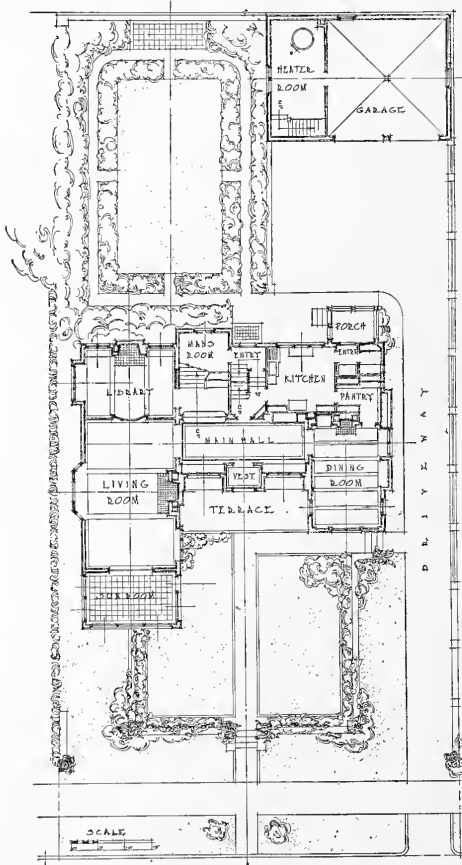 HEATER
ROOM
GARAGE
PORCH
MANS
ROOM
ENTRY
ENTRY
KITCHEN
LIBRARY
PANTRY
MAIN HALL
LIVING
ROOM
VEST.
DINING
ROOM
TERRACE
DRIVEWAY
SUN ROOM
SCALE